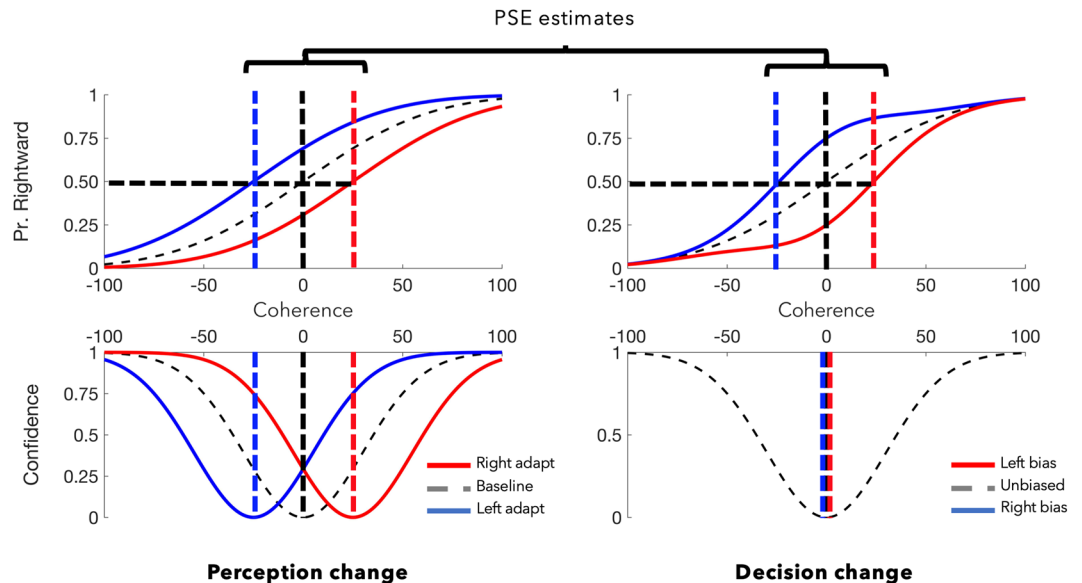 PSE estimates
Pr. Rightward
1
0.75
0.50
0.25
0
-100
-50
0
50
100
1
0.75
0.50
0.25
0
-100
-50
0
50
100
Coherence
Coherence
Confidence
-100
-50
0
50
100
1
0.5
0.25
0
Right adapt
Baseline
Left adapt
-100
-50
0
50
100
1
0.5
0
Left bias
Unbiased
Right bias
Perception change
Decision change